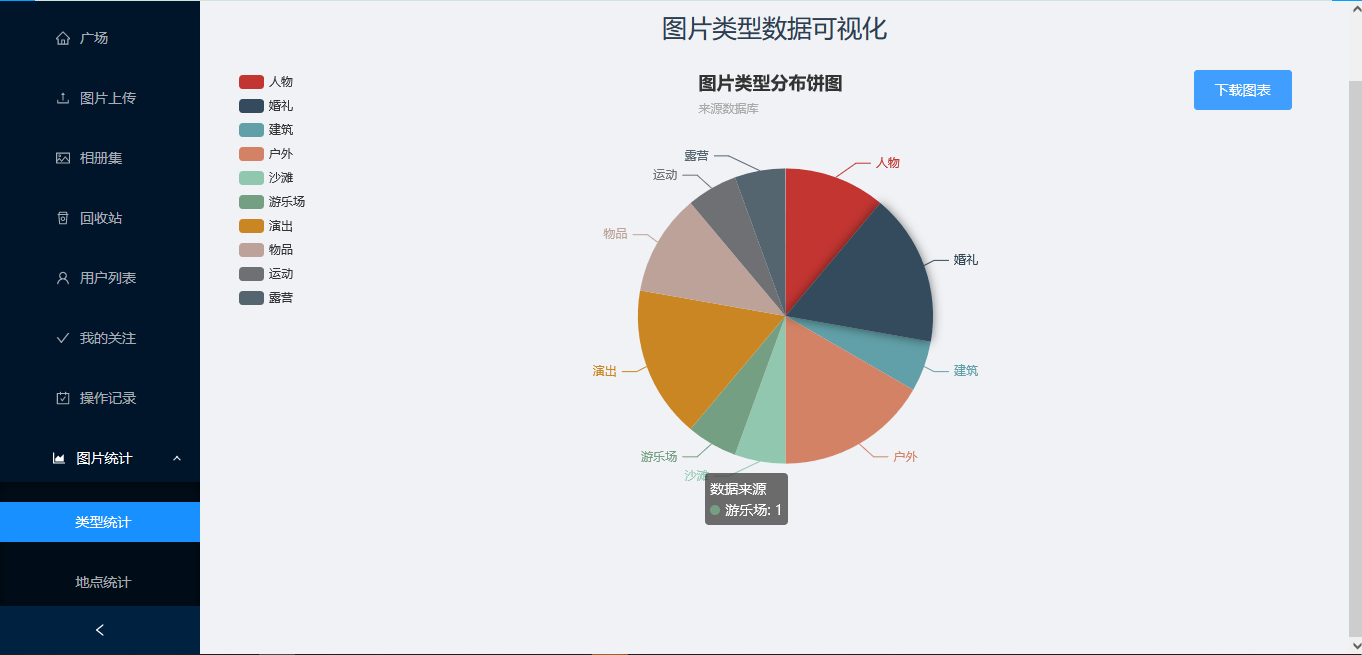 广场
图片上传
相册集
回收站
用户列表
我的关注
操作记录
图片统计
类型统计
地点统计
图片类型数据可视化
图片类型分布饼图
来源数据库
下载图表
人物
婚礼
建筑
户外
沙滩
游乐场
演出
物品
运动
露营
露营
人物
运动
物品
婚礼
演出
建筑
游乐场
户外
沙滩
数据来源
游乐场: 1